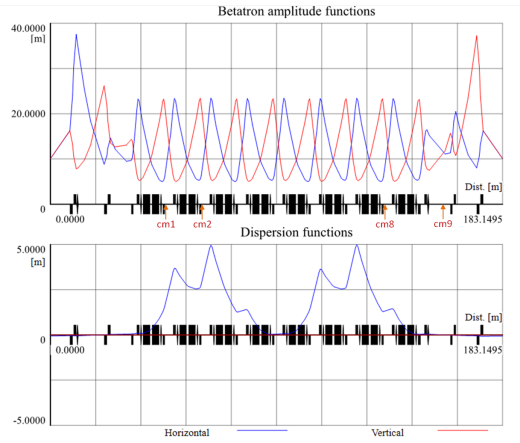 Betatron amplitude functions
40.0000
[m]
20.0000
Dist. [m]
0
0.0000
183.1495
cm1
cm2
cm8
cm9
Dispersion functions
5.0000
[m]
Dist. [m]
0
0.0000
183.1495
-5.0000
Horizontal
Vertical